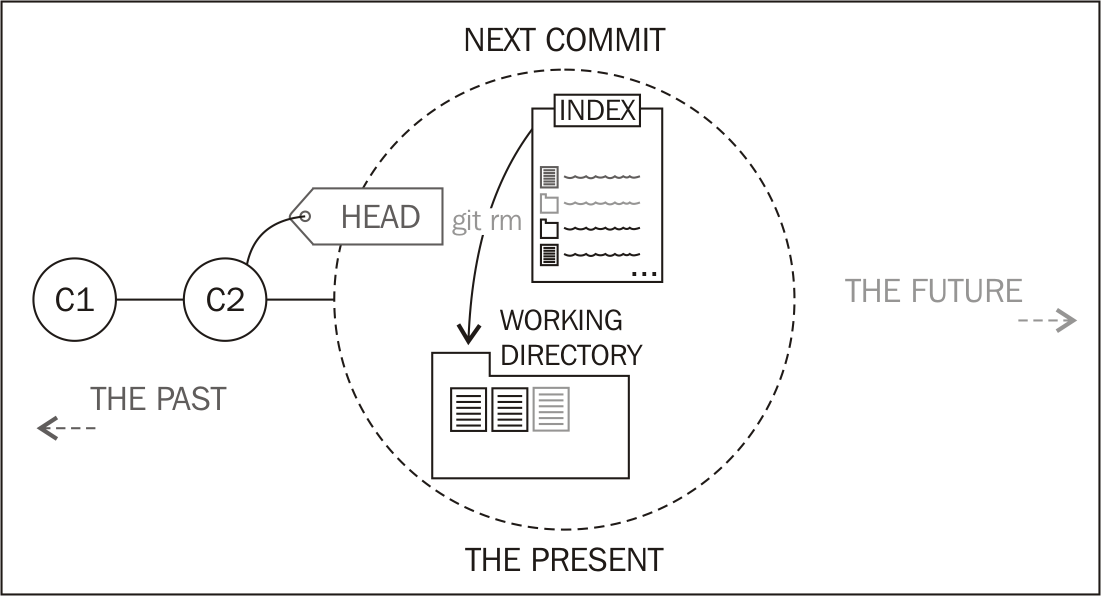 NEXT COMMIT
INDEX
HEAD
git rm
C1
C2
THE FUTURE
WORKING
DIRECTORY
THE PAST
THE PRESENT